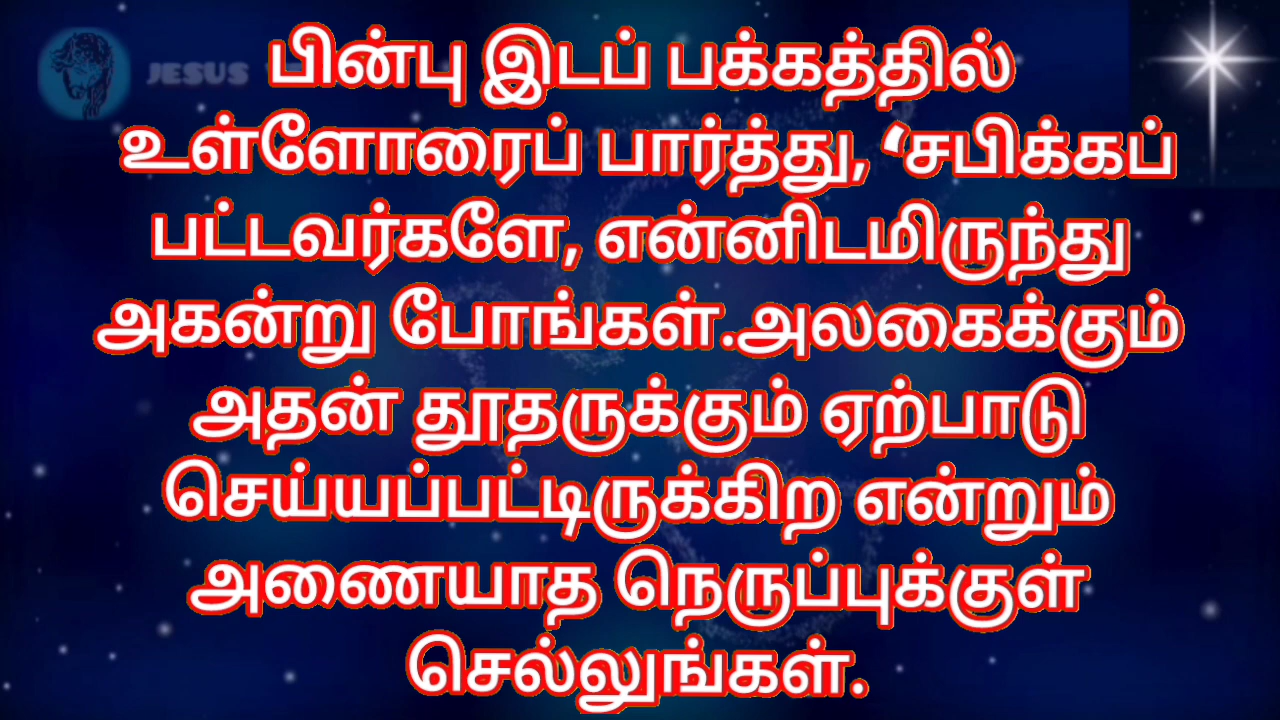 JESUS
பின்பு இடப் பக்கத்தில்
உள்ளோரைப் பார்த்து, ‘சபிக்கப்
பட்டவர்களே, என்னிடமிருந்து
அகன்று போங்கள்.அலகைக்கும்
அதன் தூதருக்கும் ஏற்பாடு
செய்யப்பட்டிருக்கிற என்றும்
அணையாத நெருப்புக்குள்
செல்லுங்கள்.